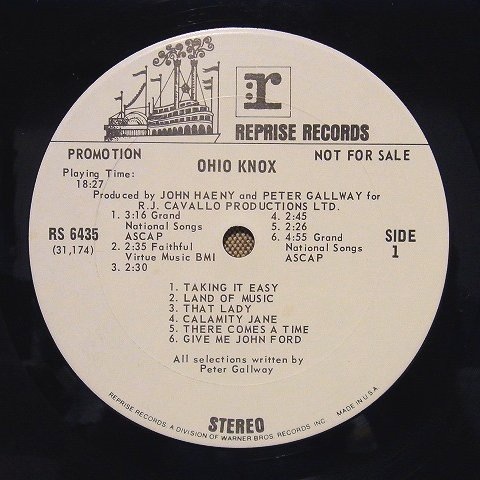 r:
REPRISE RECORDS
PROMOTION
NOT FOR SALE
OHIO KNOX
Playing Time:
18:27
Produced by JOHN HAENY and PETER GALLWAY for
R.J. CAVALLO PRODUCTIONS LTD.
1. 3:16 Grand
National Songs
ASCAP
2. 2:35 Faithful
Virtue Music BMI
3. 2:30
4. 2:45
5. 2:26
6. 4:55 Grand
National Songs
ASCAP
RS 6435
(31,174)
SIDE
1
1. TAKING IT EASY
2. LAND OF MUSIC
3. THAT LADY
4. CALAMITY JANE
5. THERE COMES A TIME
6. GIVE ME JOHN FORD
All selections written by
Peter Gallway
STEREO
REPRISE RECORDS, A DIVISION OF WARNER BROS. RECORDS INC. MADE IN U.S.A.